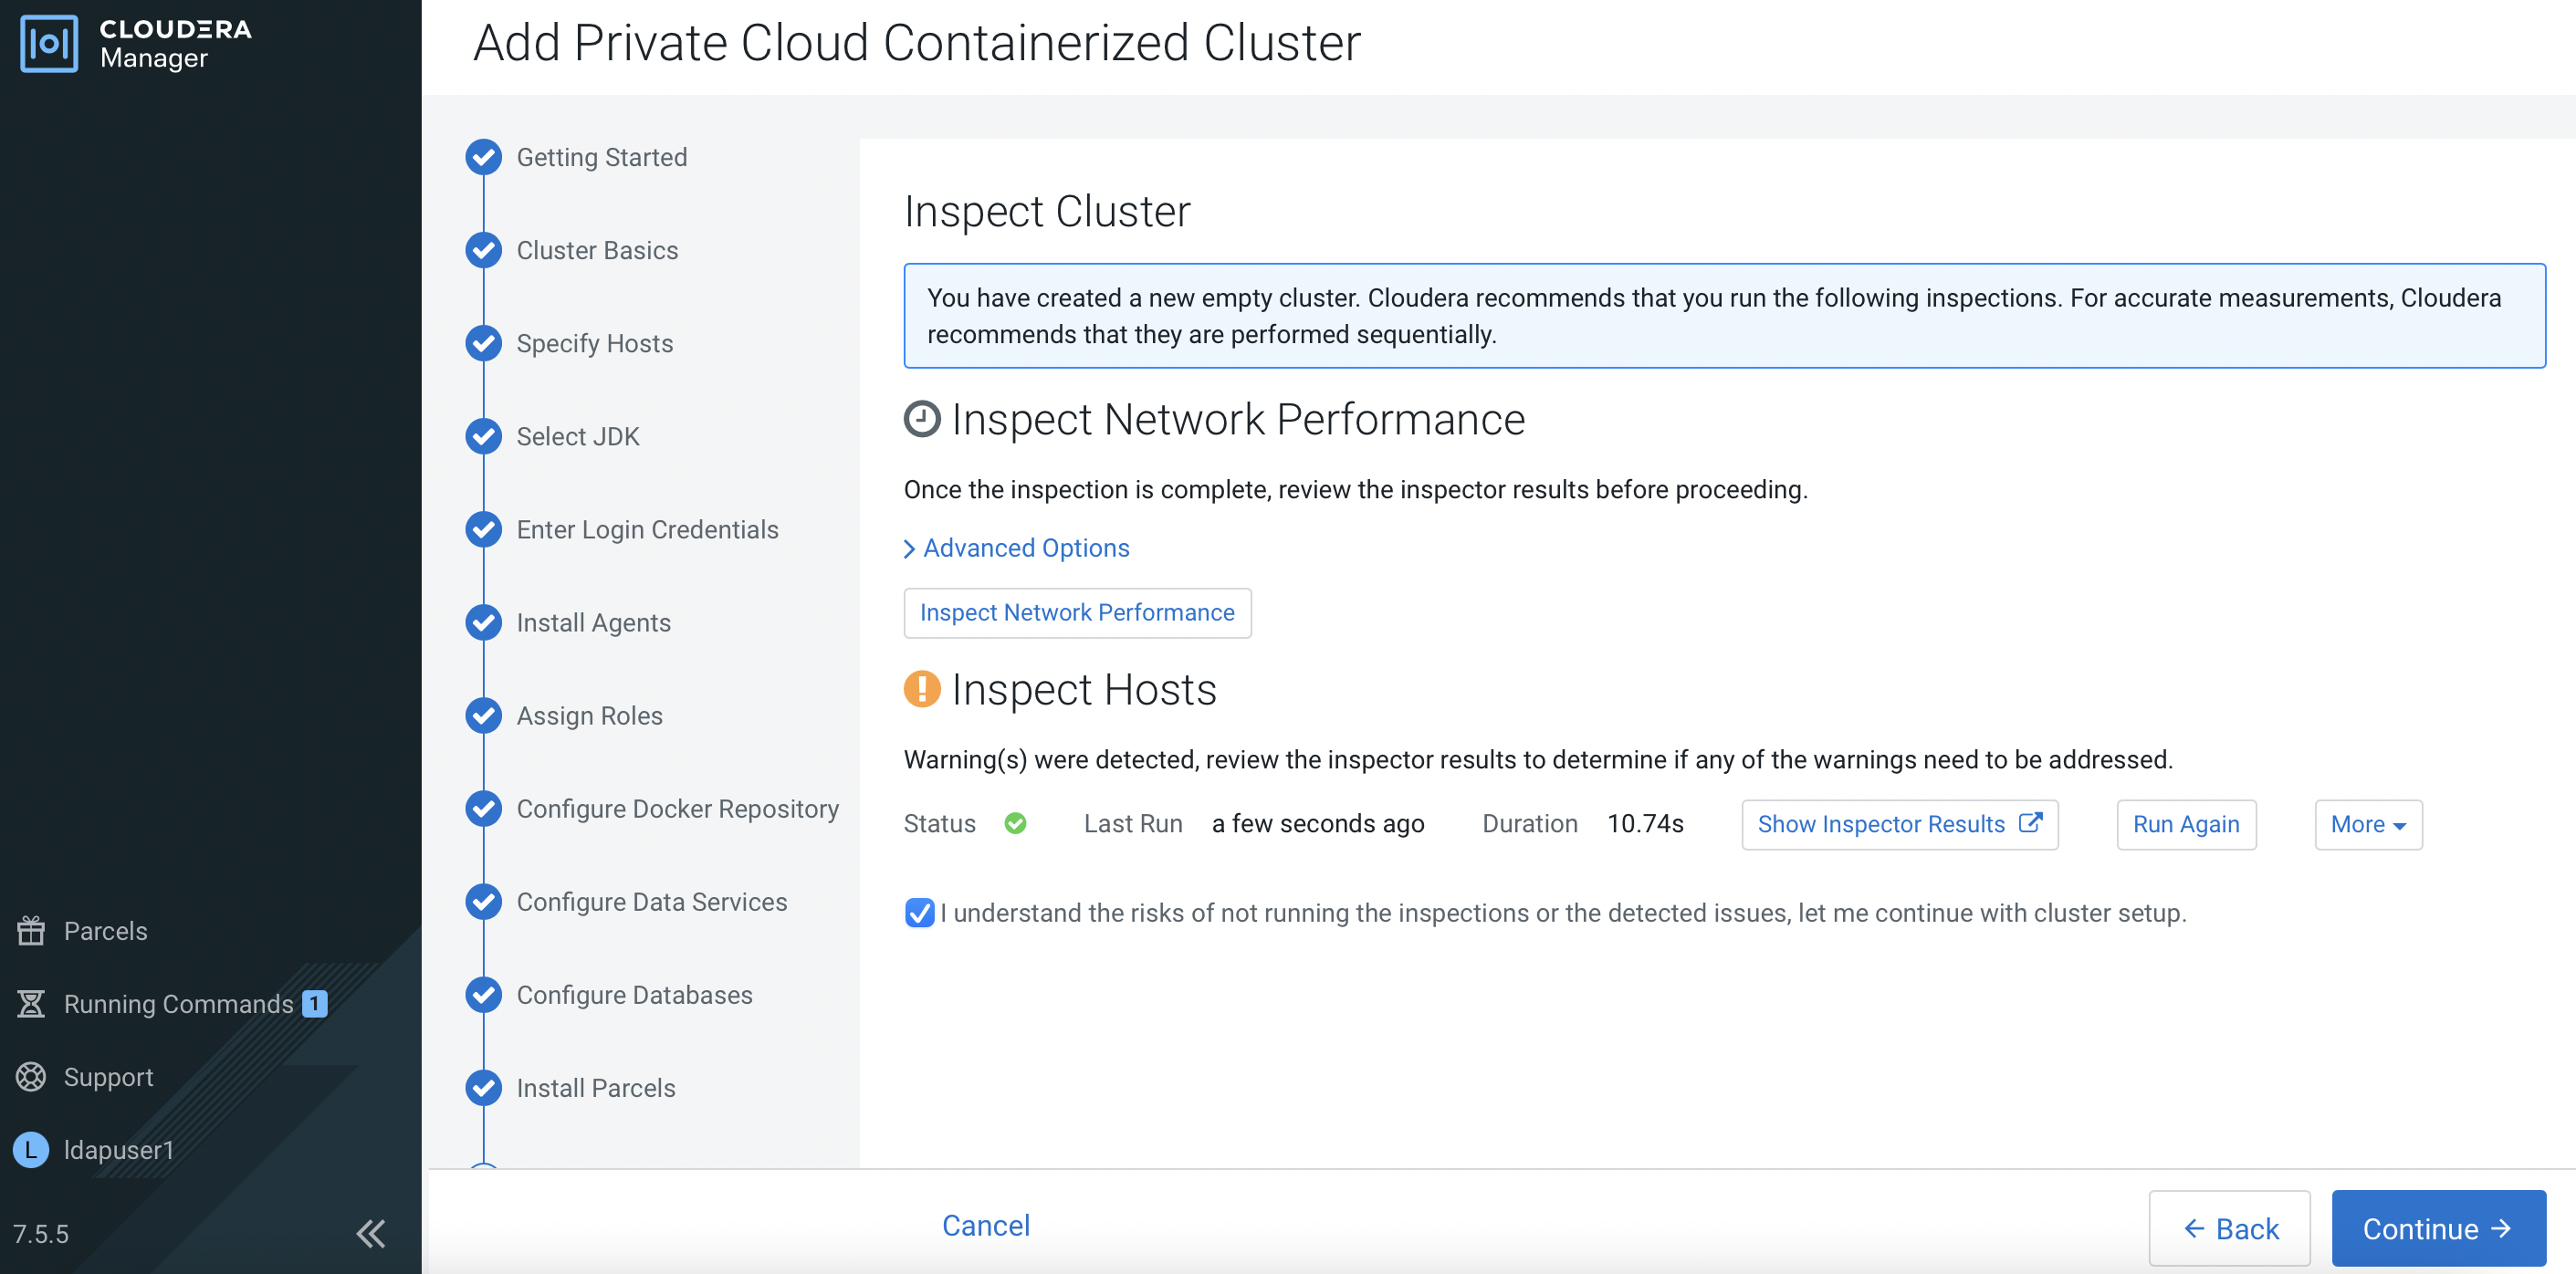 CLOUDERA
Manager
Add Private Cloud Containerized Cluster
Getting Started
Cluster Basics
Specify Hosts
Select JDK
Enter Login Credentials
Install Agents
Assign Roles
Configure Docker Repository
Configure Data Services
Configure Databases
Install Parcels
Inspect Cluster
You have created a new empty cluster. Cloudera recommends that you run the following inspections. For accurate measurements, Cloudera
recommends that they are performed sequentially.
Inspect Network Performance
Once the inspection is complete, review the inspector results before proceeding.
Advanced Options
Inspect Network Performance
Inspect Hosts
Warning(s) were detected, review the inspector results to determine if any of the warnings need to be addressed.
Status Last Run a few seconds ago Duration 10.74s Show Inspector Results Run Again More
I understand the risks of not running the inspections or the detected issues, let me continue with cluster setup.
Parcels
Running Commands 1
Support
L ldapuser1
7.5.5
Cancel
Back
Continue